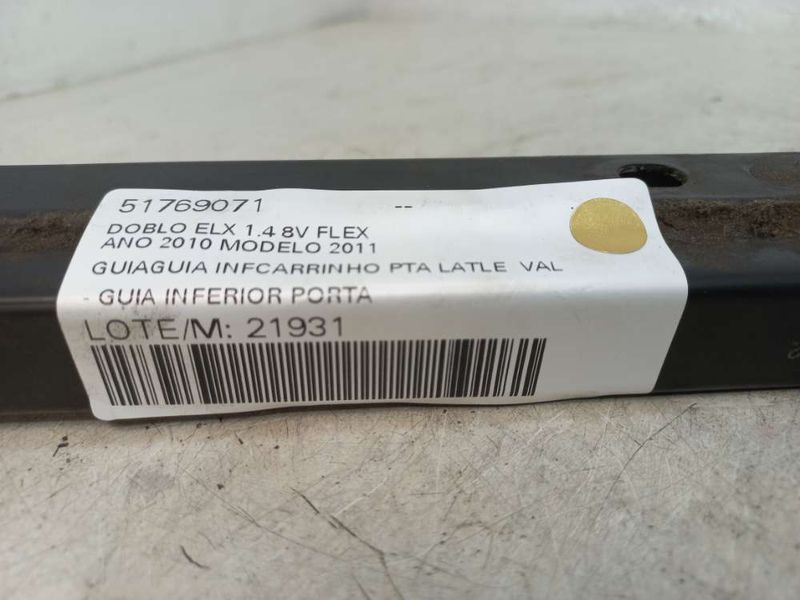 51769071 --
DOBLO ELX 1.4 8V FLEX
ANO 2010 MODELO 2011
GUIAGUIA INFCARRINHO PTA LATLE VAL
- GUIA INFERIOR PORTA
LOTE/M: 21931